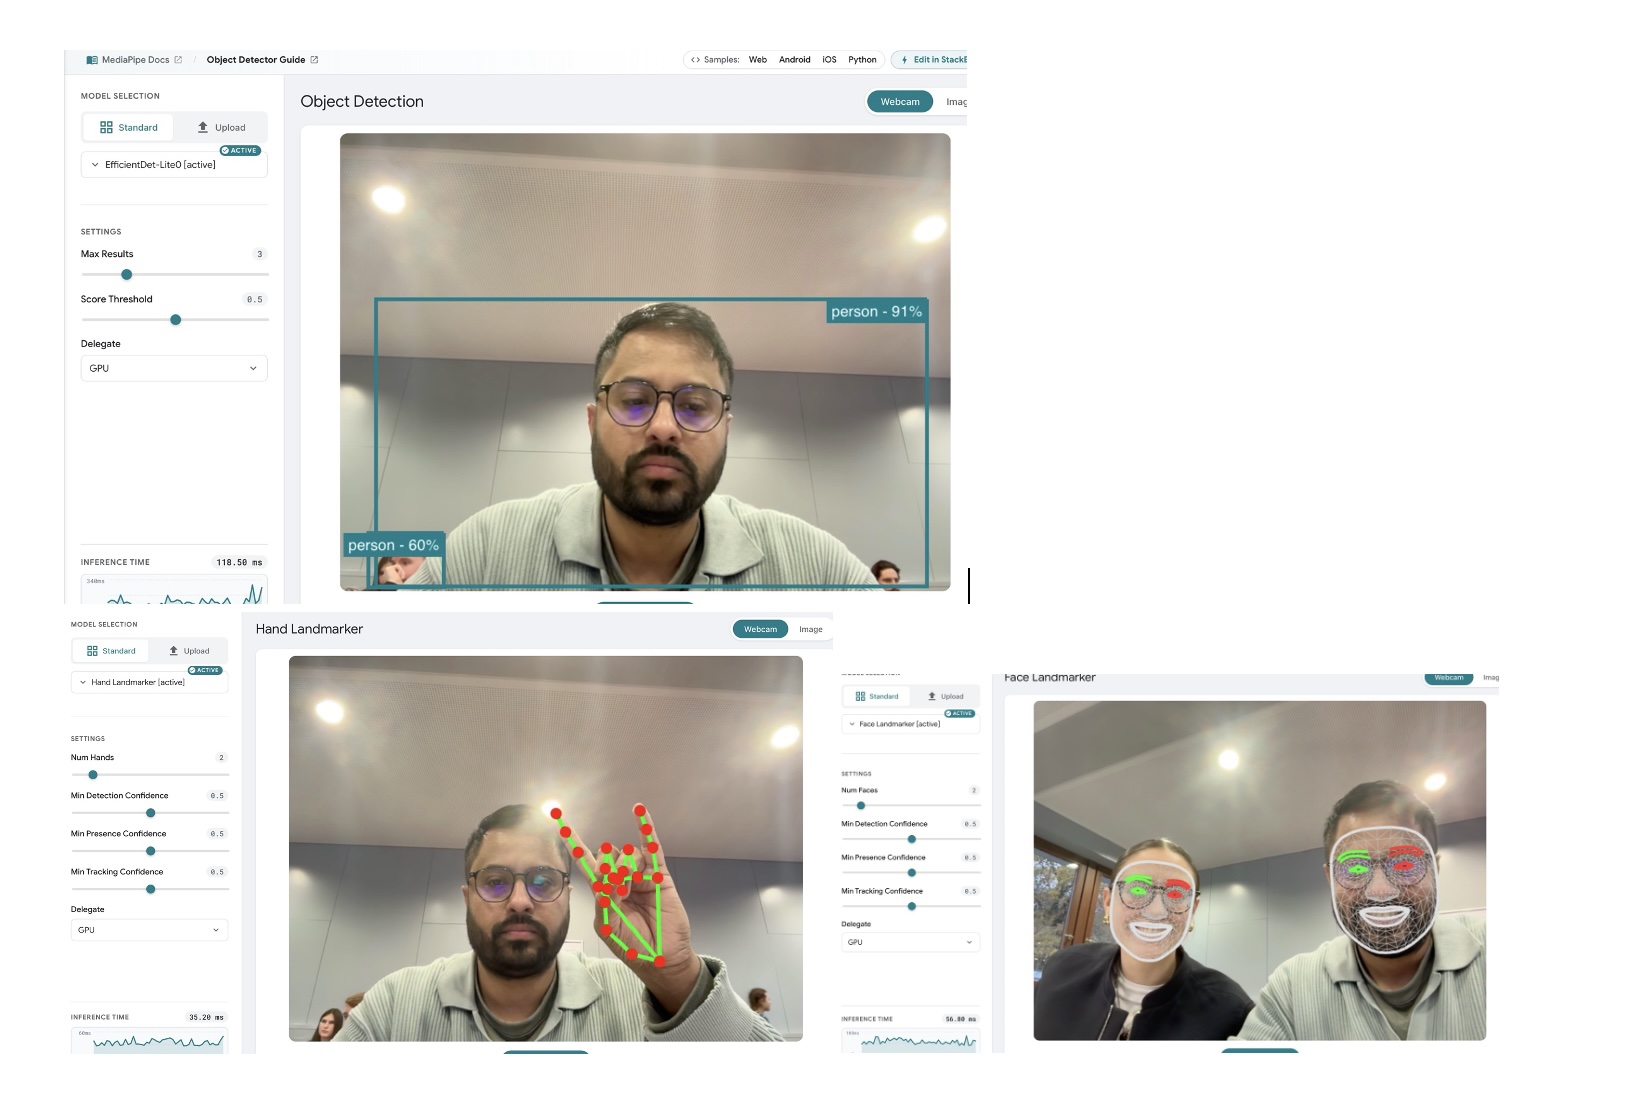 MediaPipe Docs / Object Detector Guide
<> Samples: Web Android iOS Python
Edit in StackB
MODEL SELECTION
Standard Upload
ACTIVE
EfficientDet-Lite0 [active]
SETTINGS
Max Results 3
Score Threshold 0.5
Delegate
GPU
INFERENCE TIME 118.50 ms
340ms
Object Detection
Webcam Imag
person - 91%
person - 60%
MODEL SELECTION
Standard Upload
ACTIVE
Hand Landmarker [active]
SETTINGS
Num Hands 2
Min Detection Confidence 0.5
Min Presence Confidence 0.5
Min Tracking Confidence 0.5
Delegate
GPU
INFERENCE TIME 35.20 ms
60ms
Hand Landmarker
Webcam Image
Standard Upload
ACTIVE
Face Landmarker [active]
SETTINGS
Num Faces 2
Min Detection Confidence 0.5
Min Presence Confidence 0.5
Min Tracking Confidence 0.5
Delegate
GPU
INFERENCE TIME 56.80 ms
Face Landmarker
Webcam Imag